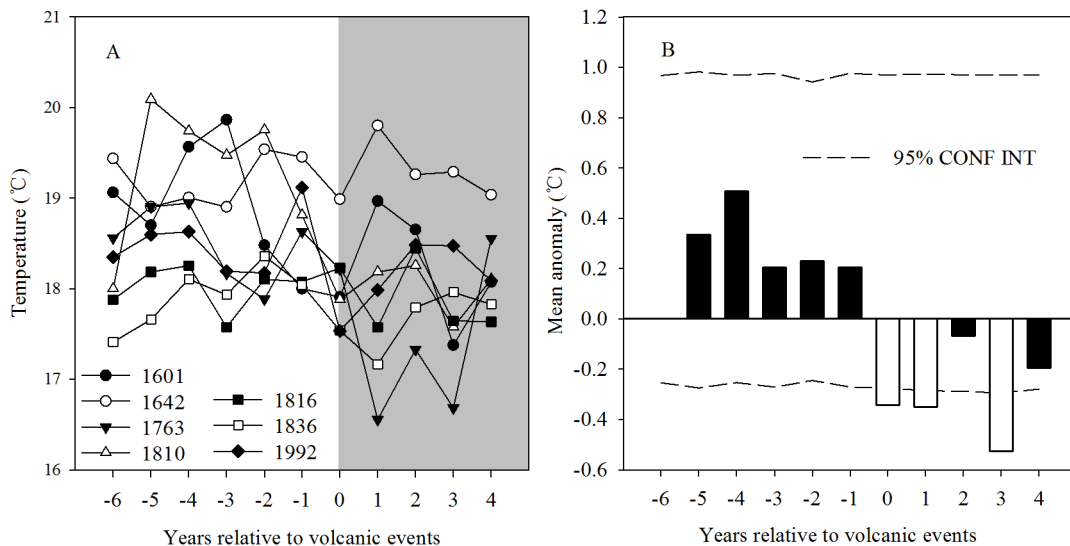 A
21
20
19
18
17
16
Temperature (℃)
1601
1642
1763
1810
1816
1836
1992
-6 -5 -4 -3 -2 -1 0 1 2 3 4
Years relative to volcanic events
B
1.2
1.0
0.8
0.6
0.4
0.2
0.0
-0.2
-0.4
-0.6
Mean anomaly (℃)
95% CONF INT
-6 -5 -4 -3 -2 -1 0 1 2 3 4
Years relative to volcanic events